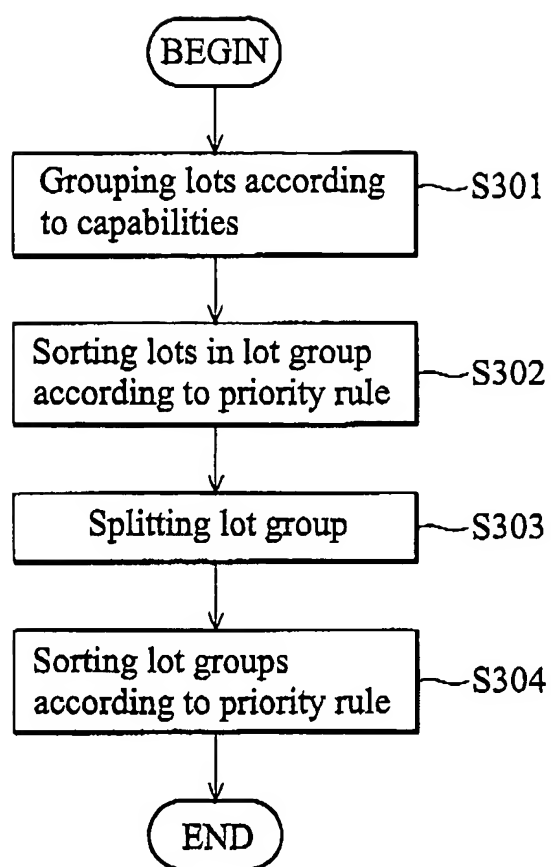 BEGIN
Grouping lots according
to capabilities
S301
Sorting lots in lot group
according to priority rule
S302
Splitting lot group
S303
Sorting lot groups
according to priority rule
S304
END